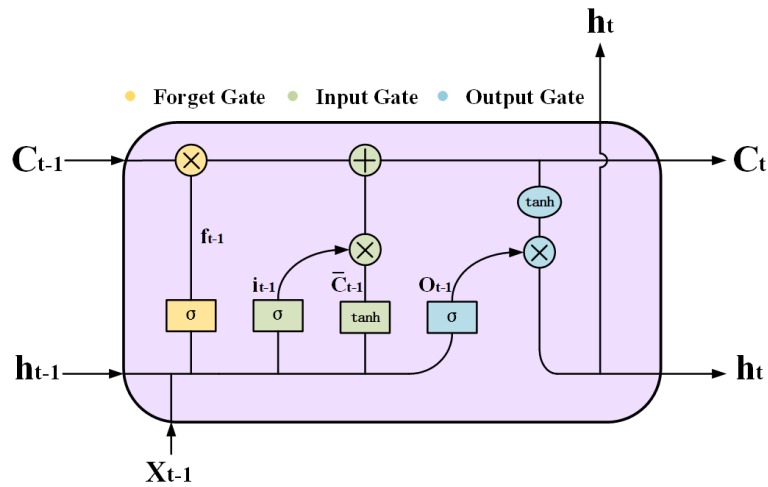 hₜ
Forget Gate Input Gate Output Gate
Cₜ₋₁ × + Cₜ
tanh
fₜ₋₁ × ×
iₜ₋₁ C̅ₜ₋₁ Oₜ₋₁
σ σ tanh σ
hₜ₋₁ hₜ
Xₜ₋₁